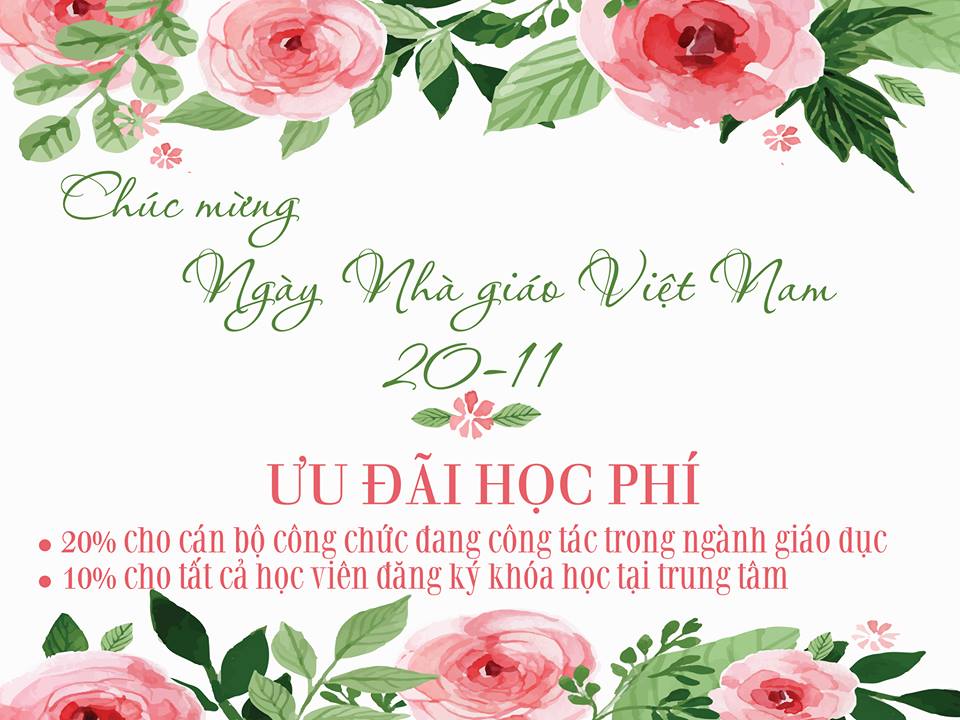 Chúc mừng
Ngày Nhà giáo Việt Nam
20-11
ƯU ĐÃI HỌC PHÍ
• 20% cho cán bộ công chức đang công tác trong ngành giáo dục
• 10% cho tất cả học viên đăng ký khóa học tại trung tâm